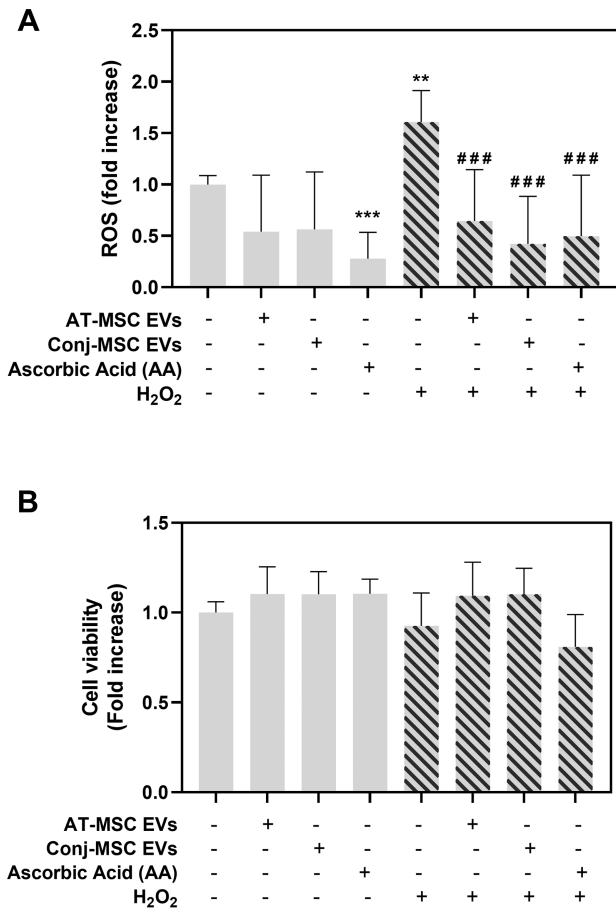 A
2.5
2.0
1.5
1.0
0.5
0.0
ROS (fold increase)
**
***
###
###
###
AT-MSC EVs - + - - - + - -
Conj-MSC EVs - - + - - - + -
Ascorbic Acid (AA) - - - + - - - +
H₂O₂ - - - - + + + +
B
1.5
1.0
0.5
0.0
Cell viability
(Fold increase)
AT-MSC EVs - + - - - + - -
Conj-MSC EVs - - + - - - + -
Ascorbic Acid (AA) - - - + - - - +
H₂O₂ - - - - + + + +